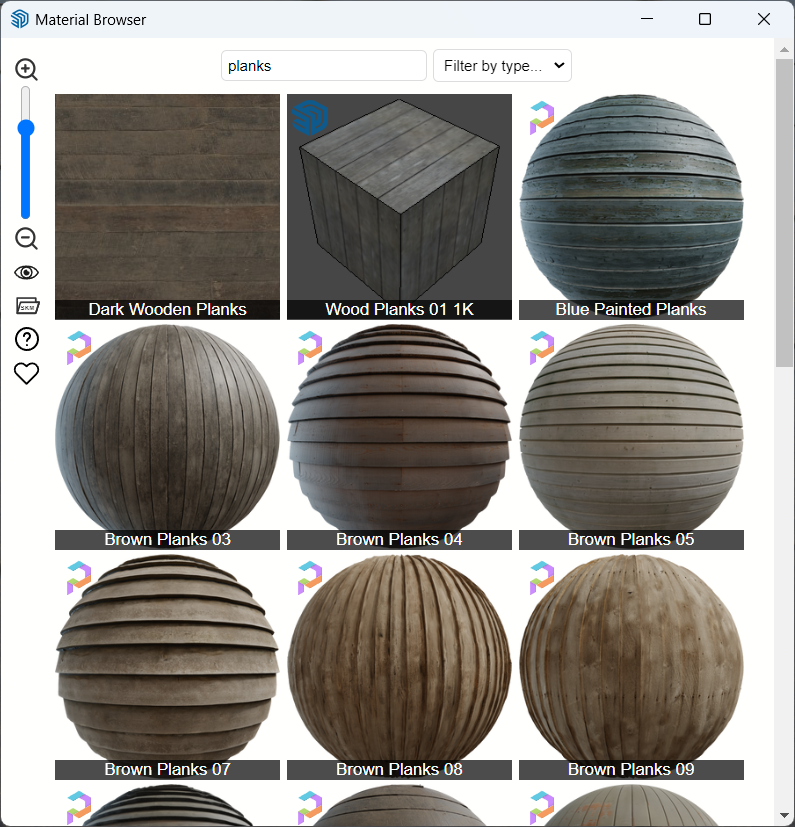 Material Browser
planks
Filter by type...
Dark Wooden Planks
Wood Planks 01 1K
Blue Painted Planks
SKM
Brown Planks 03
Brown Planks 04
Brown Planks 05
Brown Planks 07
Brown Planks 08
Brown Planks 09